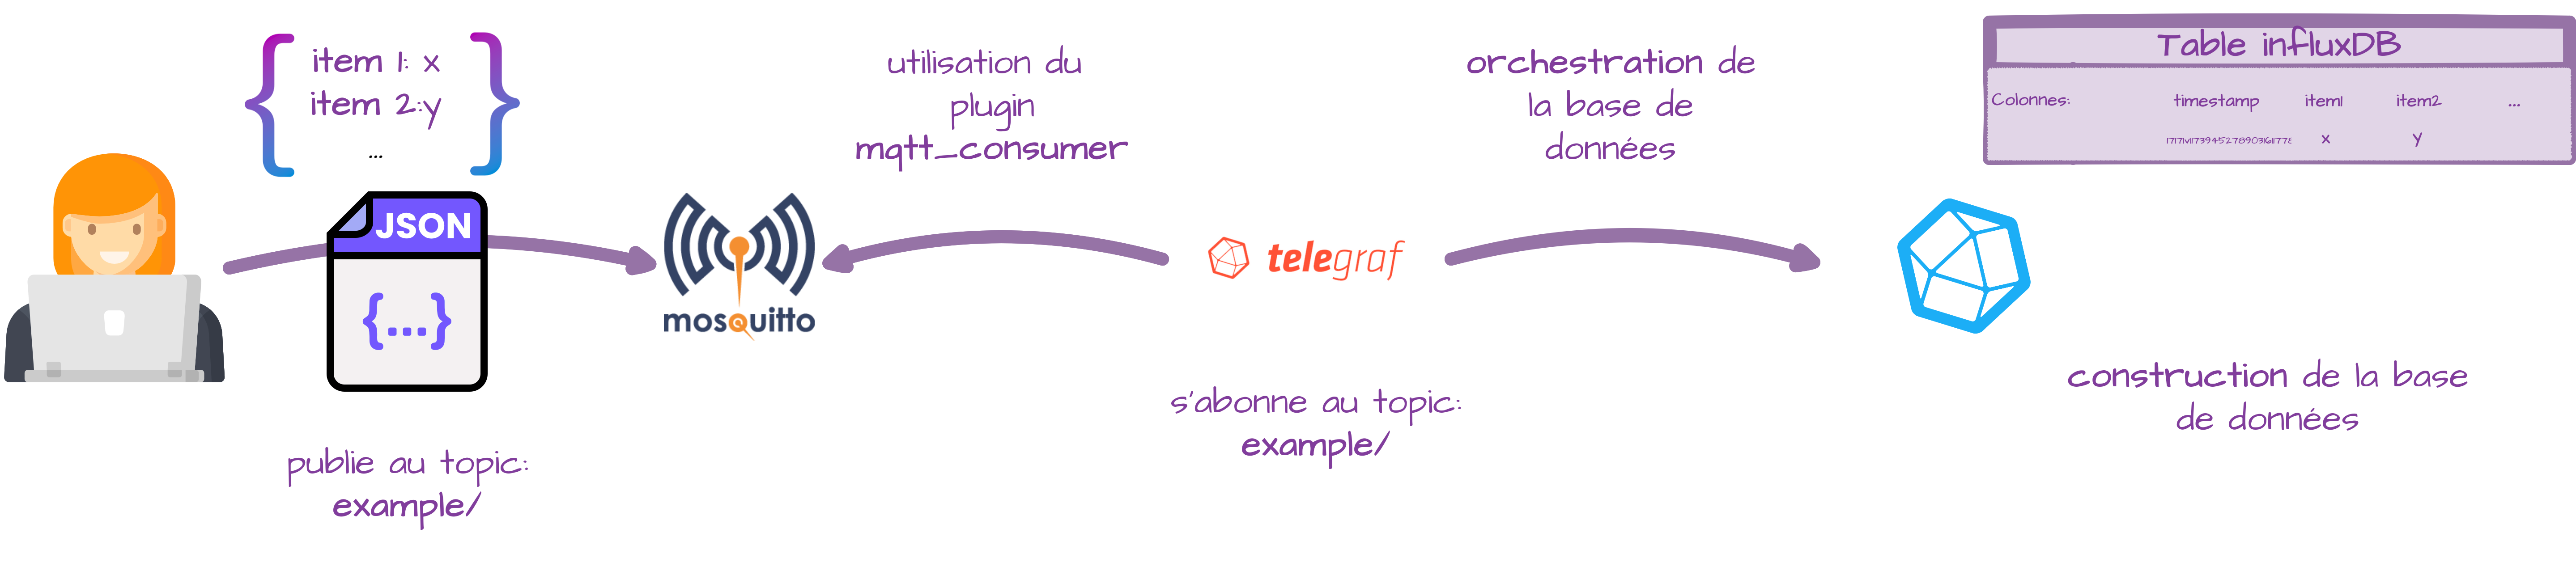 item 1: x
item 2:y
...
JSON
{...}
publie au topic:
example/
mosquitto
utilisation du
plugin
mqtt_consumer
telegraf
s'abonne au topic:
example/
orchestration de
la base de
données
Table influxDB
Colonnes: timestamp item1 item2 ...
x y
construction de la base
de données